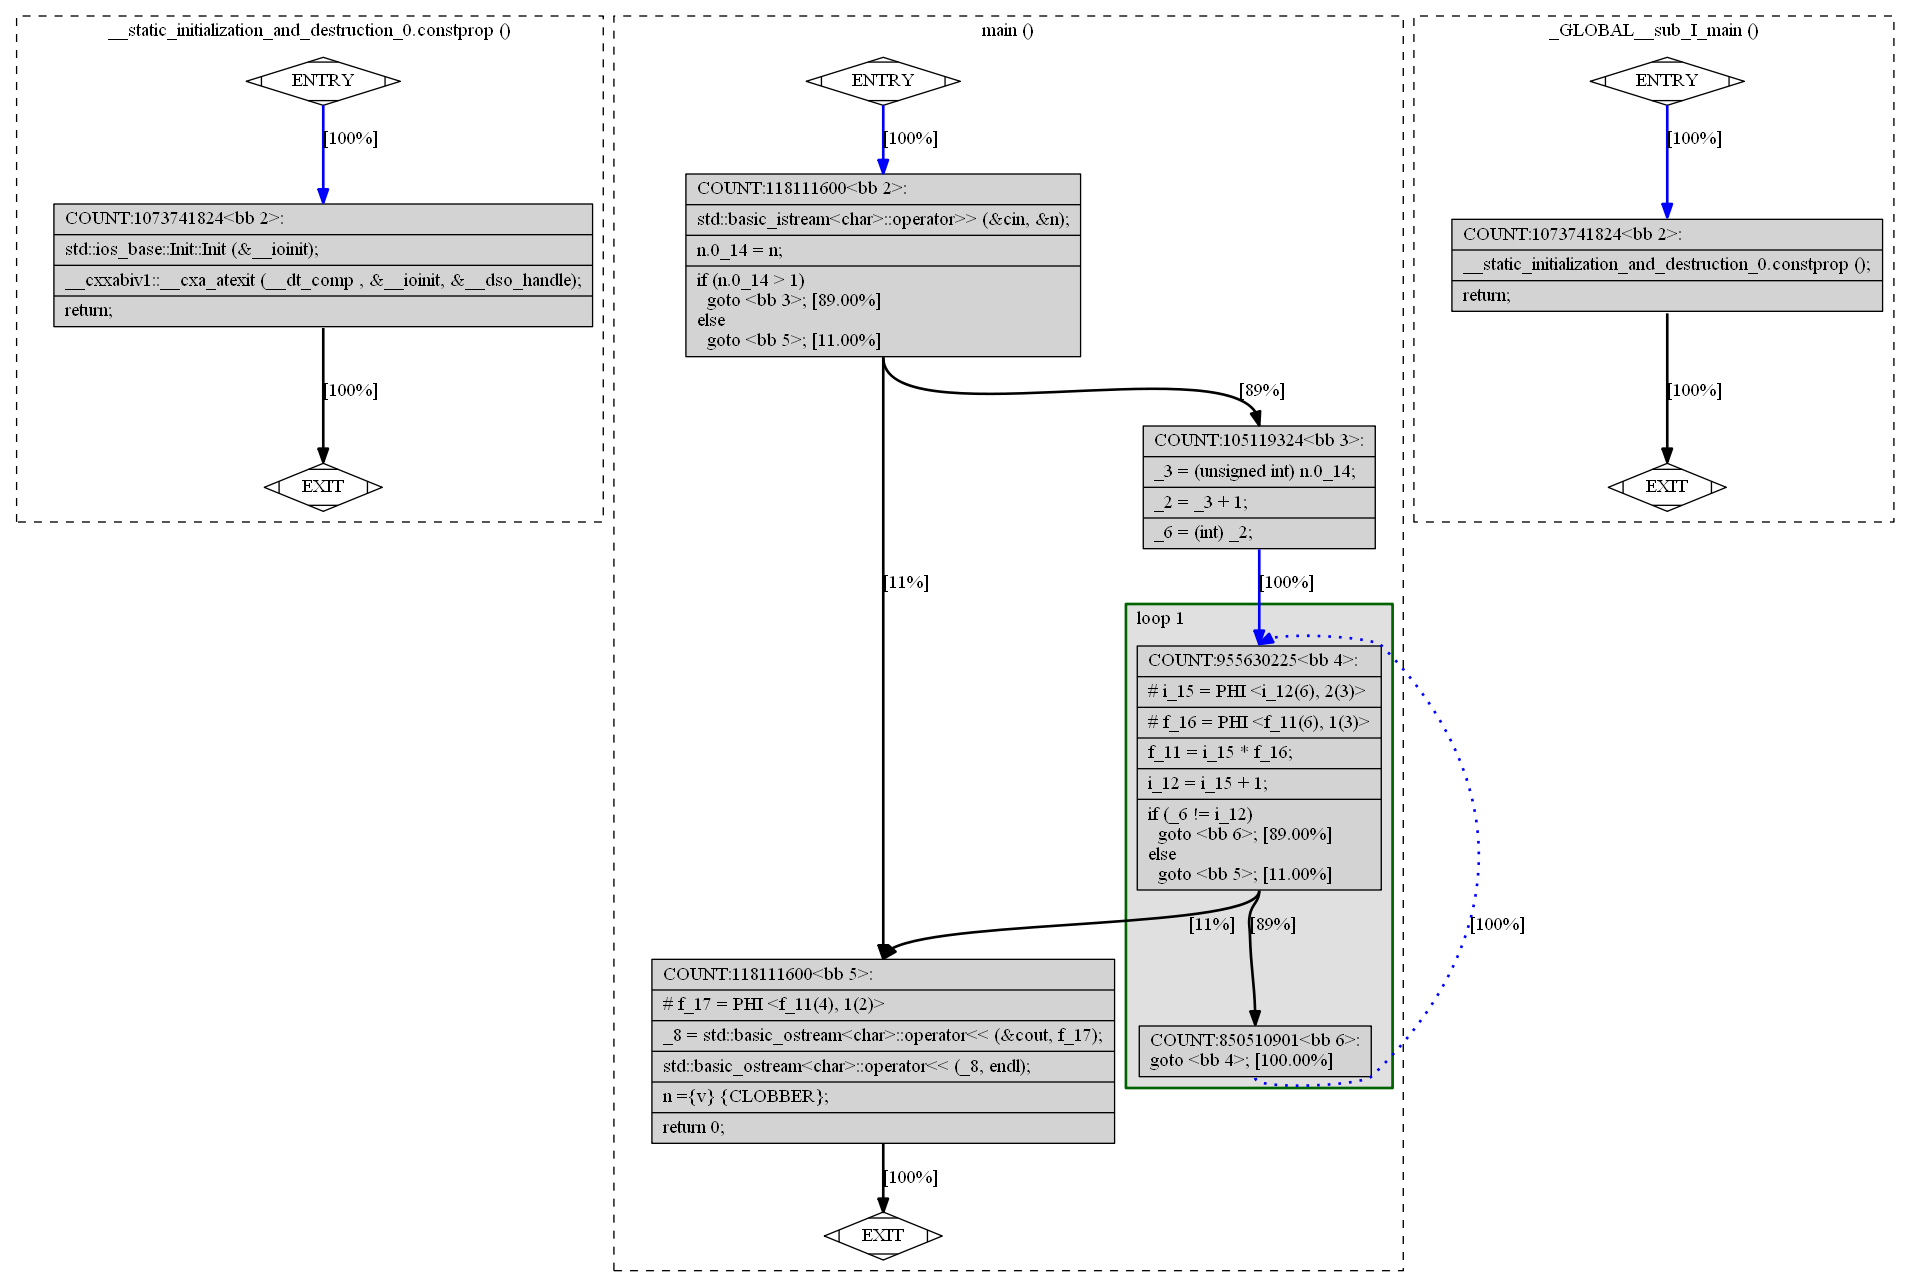 __static_initialization_and_destruction_0.constprop ()
ENTRY
[100%]
COUNT:1073741824<bb 2>:
std::ios_base::Init::Init (&__ioinit);
__cxxabiv1::__cxa_atexit (__dt_comp , &__ioinit, &__dso_handle);
return;
[100%]
EXIT
main ()
ENTRY
[100%]
COUNT:118111600<bb 2>:
std::basic_istream<char>::operator>> (&cin, &n);
n.0_14 = n;
if (n.0_14 > 1)
goto <bb 3>; [89.00%]
else
goto <bb 5>; [11.00%]
[89%]
COUNT:105119324<bb 3>:
_3 = (unsigned int) n.0_14;
_2 = _3 + 1;
_6 = (int) _2;
[11%]
[100%]
loop 1
COUNT:955630225<bb 4>:
# i_15 = PHI <i_12(6), 2(3)>
# f_16 = PHI <f_11(6), 1(3)>
f_11 = i_15 * f_16;
i_12 = i_15 + 1;
if (_6 != i_12)
goto <bb 6>; [89.00%]
else
goto <bb 5>; [11.00%]
[11%]
[89%]
[100%]
COUNT:118111600<bb 5>:
# f_17 = PHI <f_11(4), 1(2)>
_8 = std::basic_ostream<char>::operator<< (&cout, f_17);
std::basic_ostream<char>::operator<< (_8, endl);
n ={v} {CLOBBER};
return 0;
COUNT:850510901<bb 6>:
goto <bb 4>; [100.00%]
[100%]
EXIT
_GLOBAL__sub_I_main ()
ENTRY
[100%]
COUNT:1073741824<bb 2>:
__static_initialization_and_destruction_0.constprop ();
return;
[100%]
EXIT